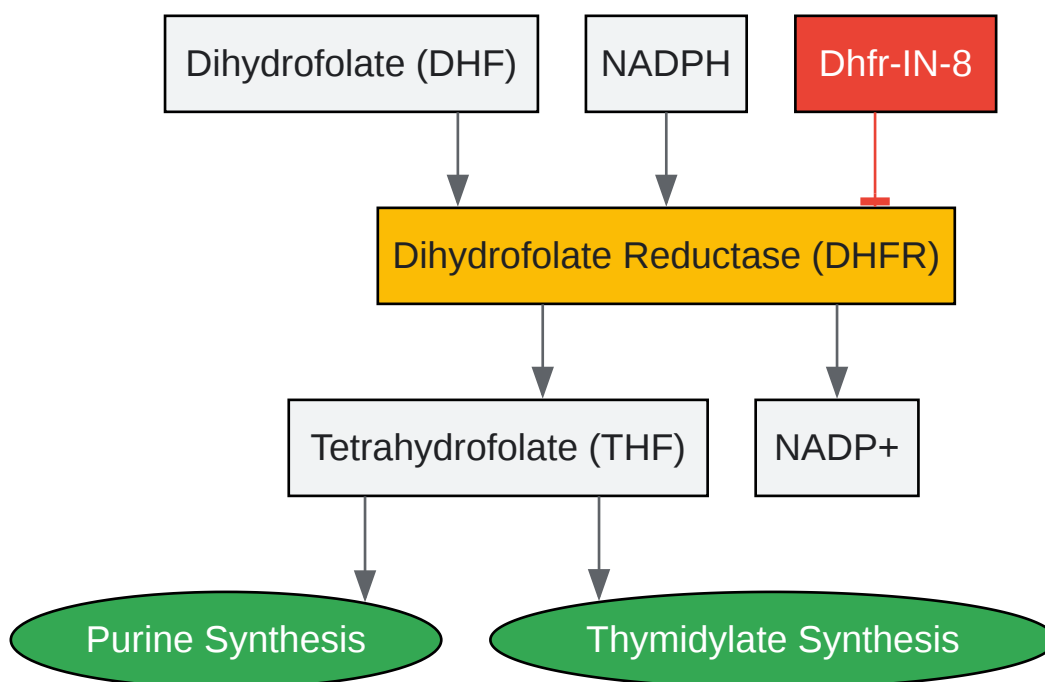 Dihydrofolate (DHF)
NADPH
Dhfr-IN-8
Dihydrofolate Reductase (DHFR)
Tetrahydrofolate (THF)
NADP+
Purine Synthesis
Thymidylate Synthesis